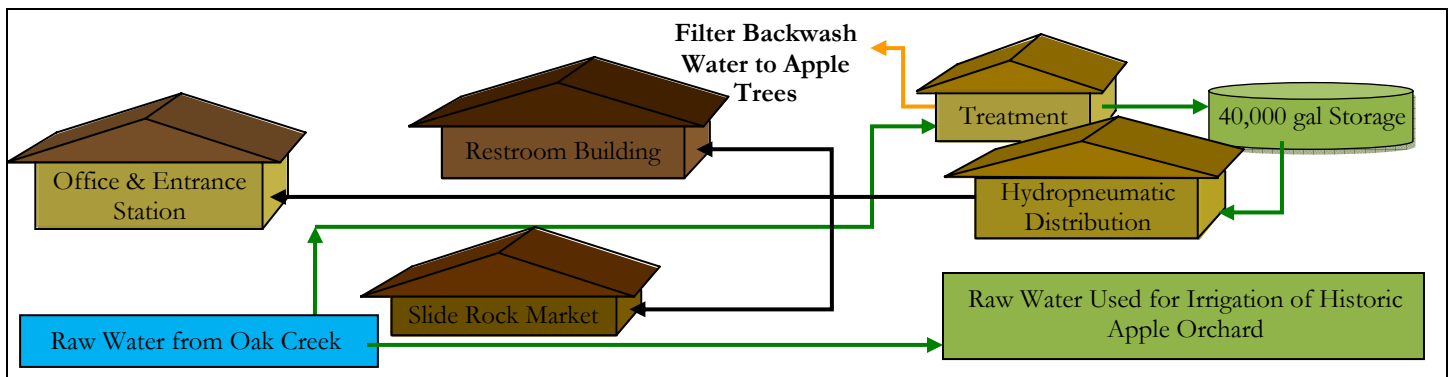 Filter Backwash
Water to Apple
Trees
Treatment
40,000 gal Storage
Restroom Building
Office & Entrance
Station
Hydropneumatic
Distribution
Slide Rock Market
Raw Water from Oak Creek
Raw Water Used for Irrigation of Historic
Apple Orchard